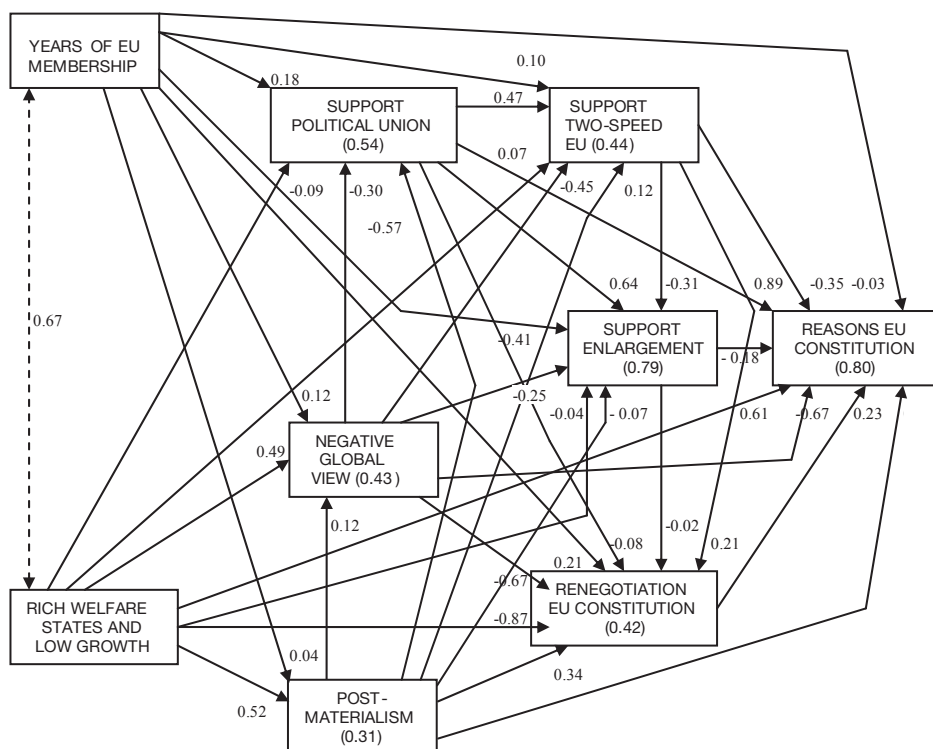 YEARS OF EU
MEMBERSHIP
0.10
0.18
SUPPORT
POLITICAL UNION
(0.54)
0.47
SUPPORT
TWO-SPEED
EU (0.44)
0.07
-0.09
-0.30
-0.45
0.12
-0.57
0.64
-0.31
0.89
-0.35
-0.03
0.67
SUPPORT
ENLARGEMENT
(0.79)
REASONS EU
CONSTITUTION
(0.80)
-0.41
- 0.18
0.12
-0.25
-0.04
- 0.07
0.61
-0.67
0.23
NEGATIVE
GLOBAL
VIEW (0.43 )
0.49
0.12
-0.02
-0.08
0.21
0.21
-0.67
RENEGOTIATION
EU CONSTITUTION
(0.42)
RICH WELFARE
STATES AND
LOW GROWTH
-0.87
0.04
0.34
0.52
POST-
MATERIALISM
(0.31)